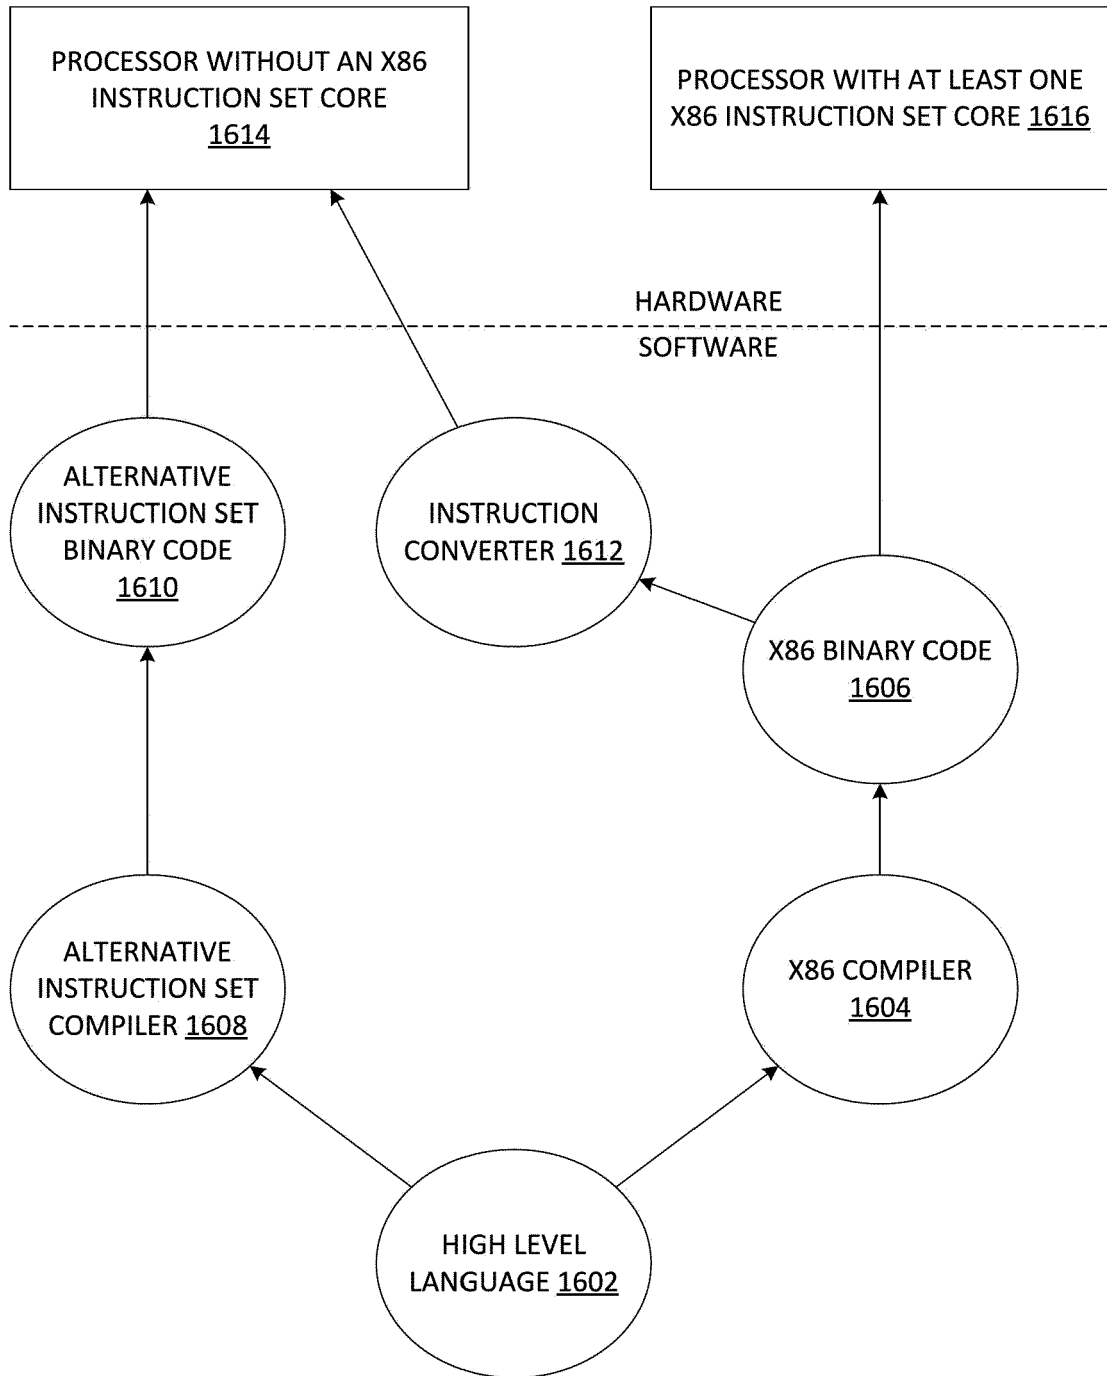 PROCESSOR WITHOUT AN X86
INSTRUCTION SET CORE
1614
PROCESSOR WITH AT LEAST ONE
X86 INSTRUCTION SET CORE 1616
HARDWARE
SOFTWARE
ALTERNATIVE
INSTRUCTION SET
BINARY CODE
1610
INSTRUCTION
CONVERTER 1612
X86 BINARY CODE
1606
ALTERNATIVE
INSTRUCTION SET
COMPILER 1608
X86 COMPILER
1604
HIGH LEVEL
LANGUAGE 1602